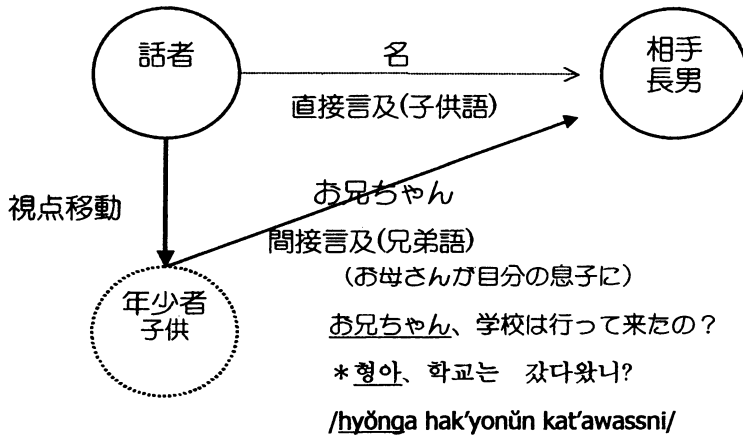 話者
名
相手
長男
直接言及(子供語)
お兄ちゃん
視点移動
間接言及(兄弟語)
年少者
子供
(お母さんが自分の息子に)
お兄ちゃん、学校は行って来たの?
*형아、학교는 갔다왔니?
/hyŏnga hak'yonŭn kat'awassni/